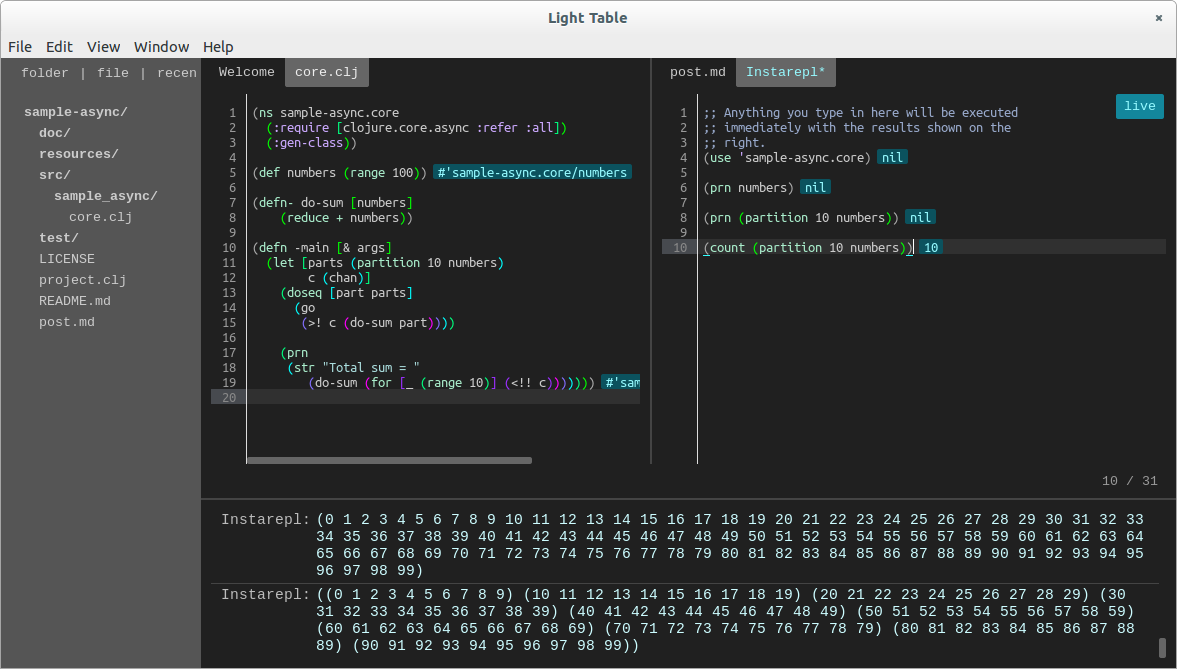 Light Table
×
File Edit View Window Help
folder | file | recen
sample-async/
doc/
resources/
src/
sample_async/
core.clj
test/
LICENSE
project.clj
README.md
post.md
Welcome core.clj
1 (ns sample-async.core
2 (:require [clojure.core.async :refer :all])
3 (:gen-class))
4
5 (def numbers (range 100)) #'sample-async.core/numbers
6
7 (defn- do-sum [numbers]
8 (reduce + numbers))
9
10 (defn -main [& args]
11 (let [parts (partition 10 numbers)
12 c (chan)]
13 (doseq [part parts]
14 (go
15 (>! c (do-sum part))))
16
17 (prn
18 (str "Total sum = "
19 (do-sum (for [_ (range 10)] (<!! c))))))) #'sam
20
post.md Instarepl*
live
1 ;; Anything you type in here will be executed
2 ;; immediately with the results shown on the
3 ;; right.
4 (use 'sample-async.core) nil
5
6 (prn numbers) nil
7
8 (prn (partition 10 numbers)) nil
9
10 (count (partition 10 numbers)) 10
10 / 31
Instarepl: (0 1 2 3 4 5 6 7 8 9 10 11 12 13 14 15 16 17 18 19 20 21 22 23 24 25 26 27 28 29 30 31 32 33
34 35 36 37 38 39 40 41 42 43 44 45 46 47 48 49 50 51 52 53 54 55 56 57 58 59 60 61 62 63 64
65 66 67 68 69 70 71 72 73 74 75 76 77 78 79 80 81 82 83 84 85 86 87 88 89 90 91 92 93 94 95
96 97 98 99)
Instarepl: ((0 1 2 3 4 5 6 7 8 9) (10 11 12 13 14 15 16 17 18 19) (20 21 22 23 24 25 26 27 28 29) (30
31 32 33 34 35 36 37 38 39) (40 41 42 43 44 45 46 47 48 49) (50 51 52 53 54 55 56 57 58 59)
(60 61 62 63 64 65 66 67 68 69) (70 71 72 73 74 75 76 77 78 79) (80 81 82 83 84 85 86 87 88
89) (90 91 92 93 94 95 96 97 98 99))